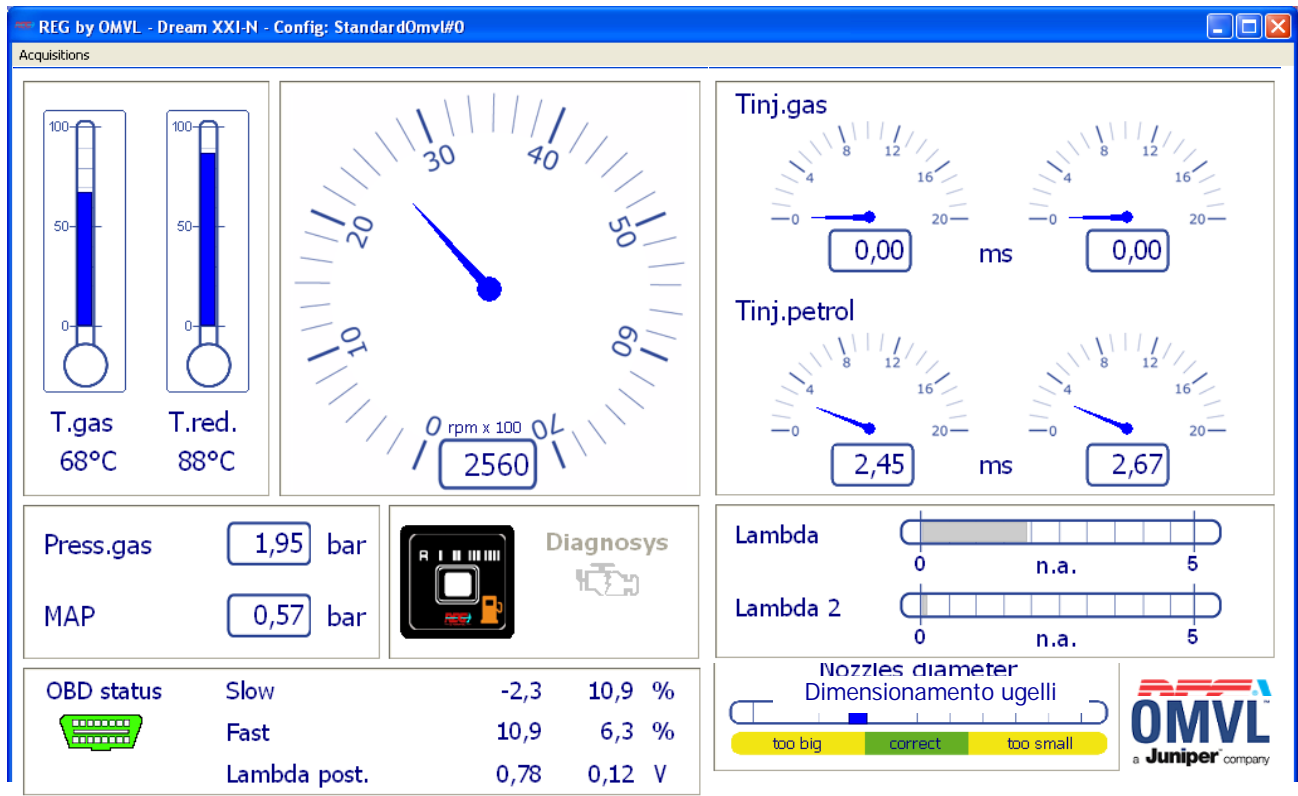 REG by OMVL - Dream XXI-N - Config: StandardOmvl#0
Acquisitions
100
50
0
T.gas
68°C
100
50
0
T.red.
88°C
0
10
20
30
40
50
60
70
rpm x 100
2560
Tinj.gas
0
4
8
12
16
20
0,00
ms
0
4
8
12
16
20
0,00
Tinj.petrol
0
4
8
12
16
20
2,45
ms
0
4
8
12
16
20
2,67
Press.gas 1,95 bar
MAP 0,57 bar
Diagnosys
Lambda
0 n.a. 5
Lambda 2
0 n.a. 5
OBD status
Slow -2,3 10,9 %
Fast 10,9 6,3 %
Lambda post. 0,78 0,12 V
Nozzles diameter
Dimensionamento ugelli
too big correct too small
OMVL
a Juniper company